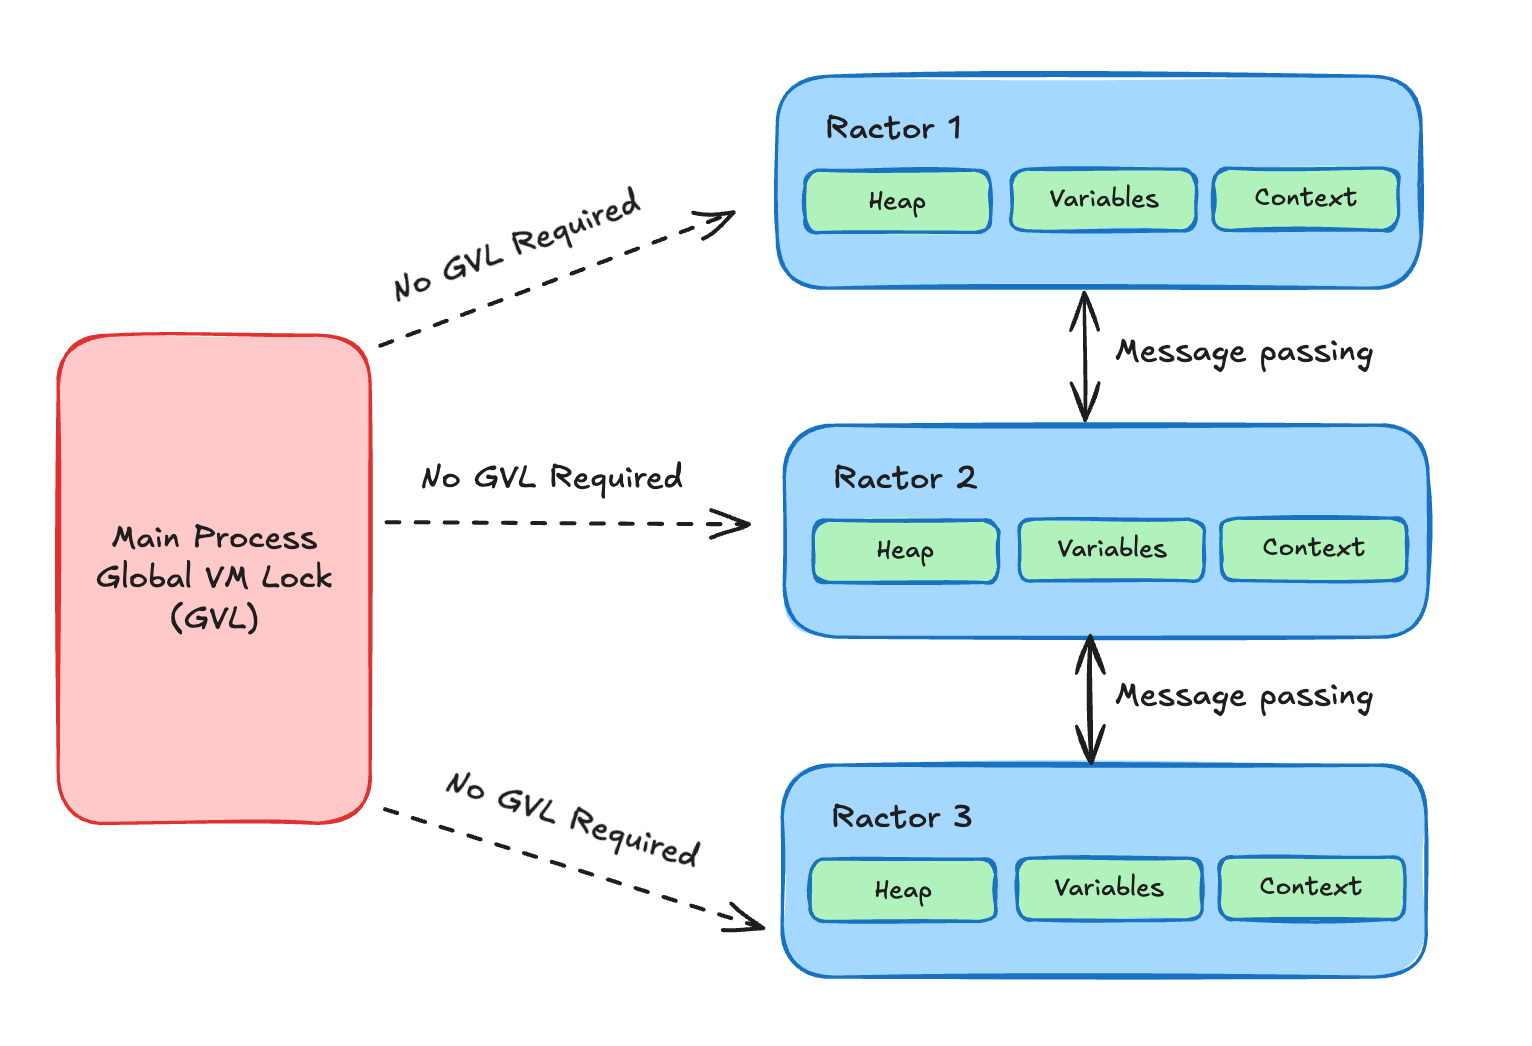 Ractor 1
Heap
Variables
Context
No GVL Required
Message passing
Ractor 2
No GVL Required
Heap
Variables
Context
Main Process
Global VM Lock
(GVL)
Message passing
No GVL Required
Ractor 3
Heap
Variables
Context